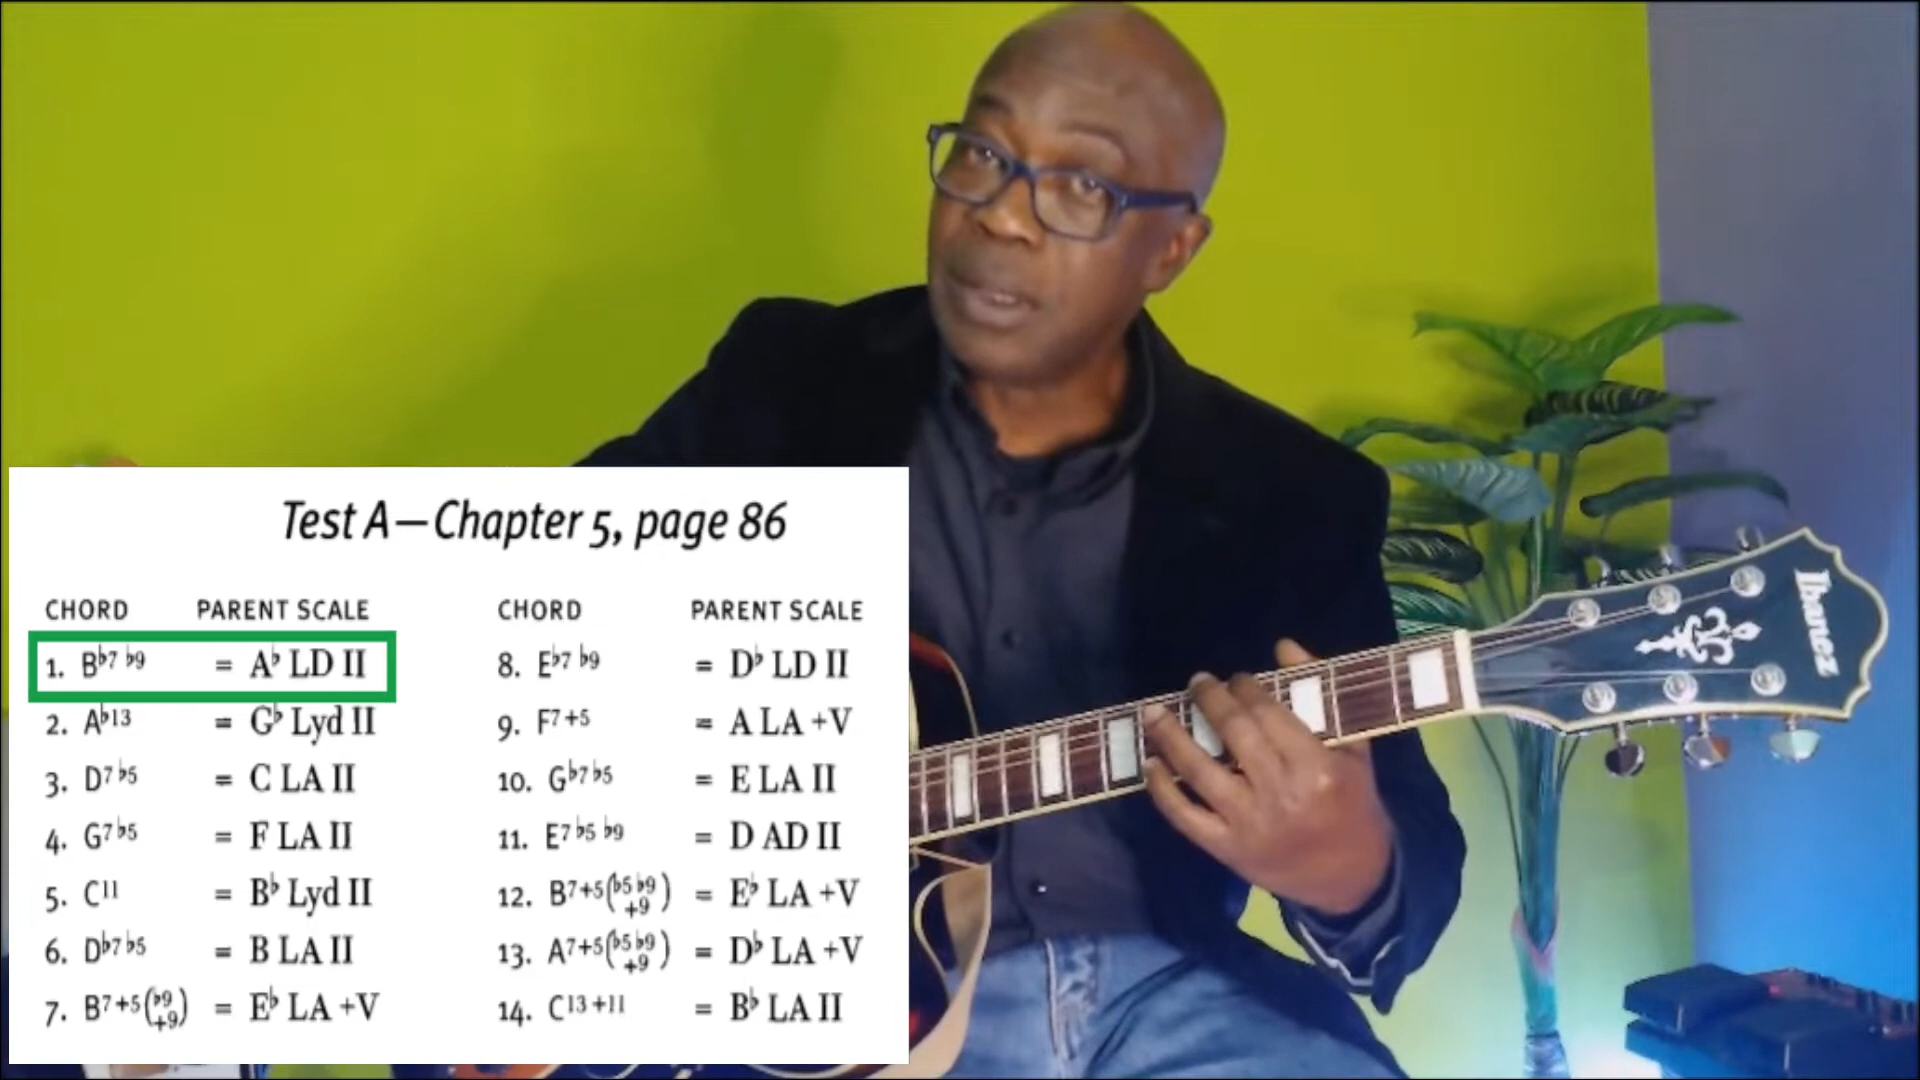 Test A—Chapter 5, page 86
CHORD PARENT SCALE
1. B♭7 ♭9 = A♭ LD II
2. A♭13 = G♭ Lyd II
3. D7♭5 = C LA II
4. G7♭5 = F LA II
5. C11 = B♭ Lyd II
6. D♭7♭5 = B LA II
7. B7+5(♭9 +9) = E♭ LA +V
CHORD PARENT SCALE
8. E♭7 ♭9 = D♭ LD II
9. F7+5 = A LA +V
10. G♭7♭5 = E LA II
11. E7♭5 ♭9 = D AD II
12. B7+5(♭5 ♭9 +9) = E♭ LA +V
13. A7+5(♭5 ♭9 +9) = D♭ LA +V
14. C13+11 = B♭ LA II
Ibanez